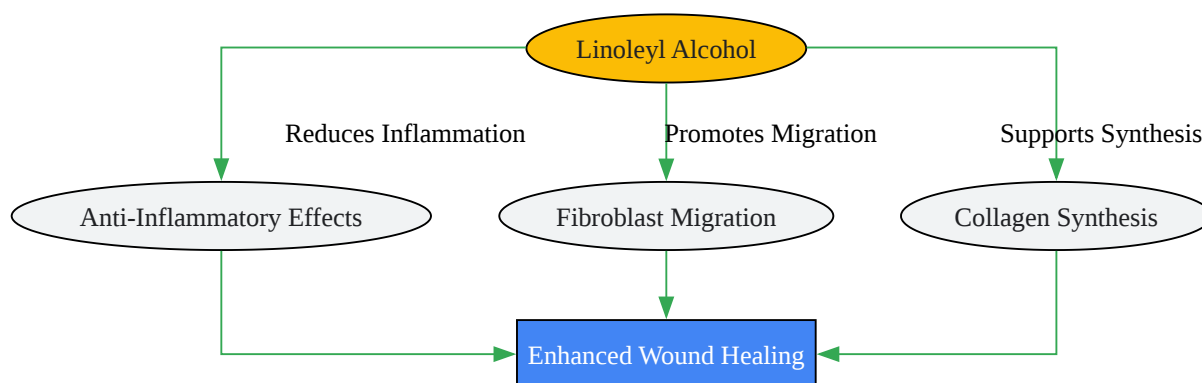 Linoleyl Alcohol
Reduces Inflammation
Promotes Migration
Supports Synthesis
Anti-Inflammatory Effects
Fibroblast Migration
Collagen Synthesis
Enhanced Wound Healing